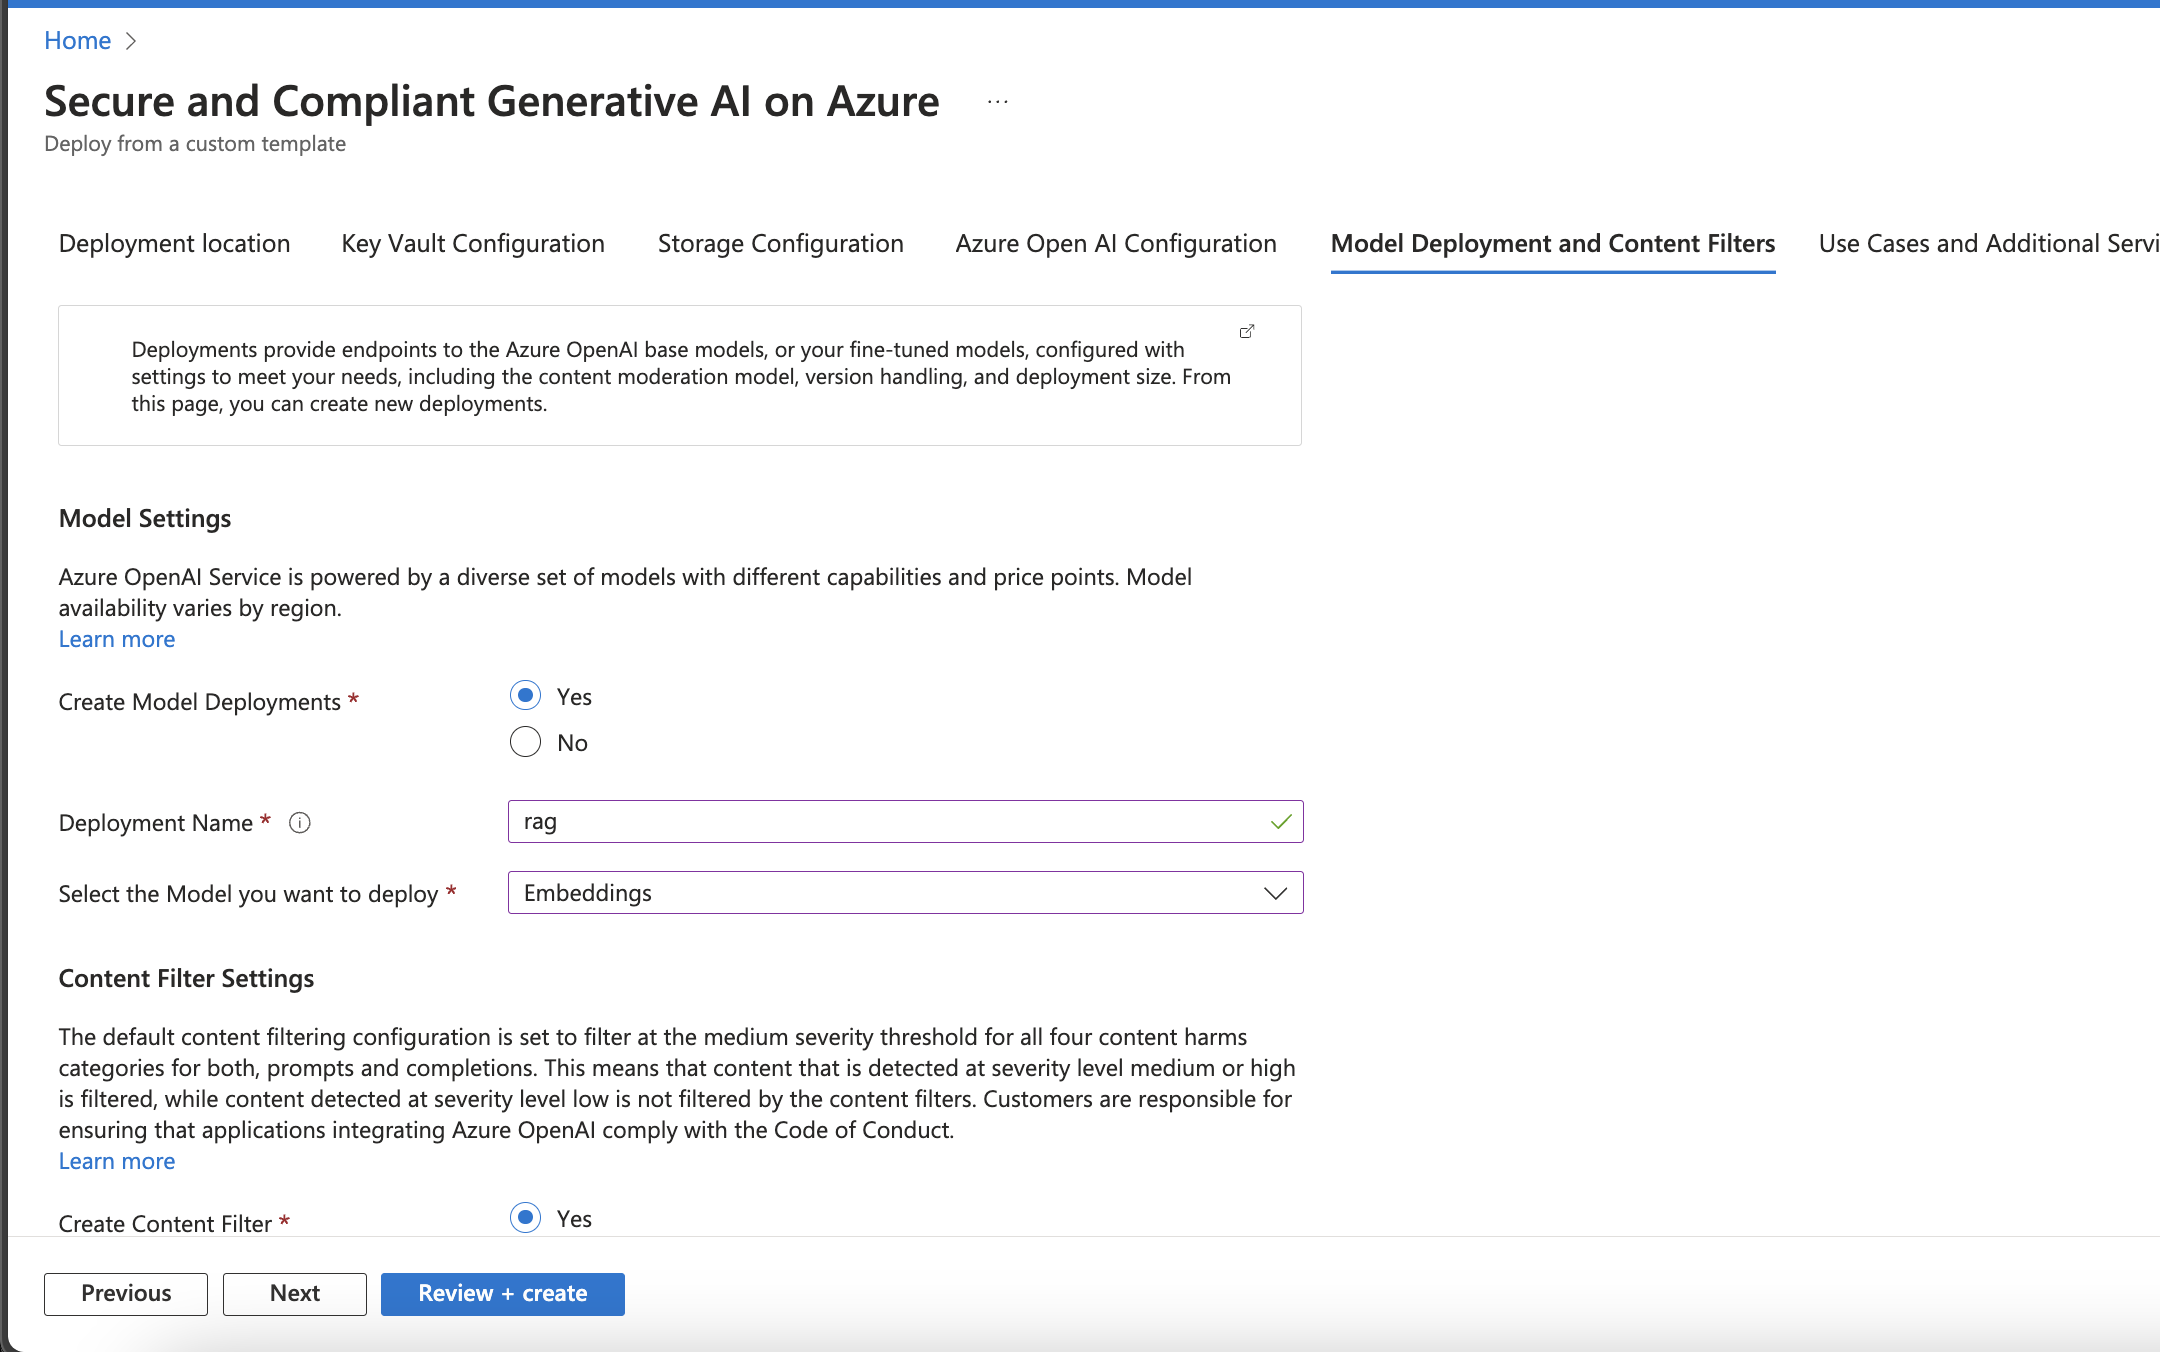 Home
Secure and Compliant Generative AI on Azure ...
Deploy from a custom template
Deployment location Key Vault Configuration Storage Configuration Azure Open AI Configuration Model Deployment and Content Filters Use Cases and Additional Servi
Deployments provide endpoints to the Azure OpenAI base models, or your fine-tuned models, configured with
settings to meet your needs, including the content moderation model, version handling, and deployment size. From
this page, you can create new deployments.
Model Settings
Azure OpenAI Service is powered by a diverse set of models with different capabilities and price points. Model
availability varies by region.
Learn more
Create Model Deployments * Yes
No
Deployment Name * rag
Select the Model you want to deploy * Embeddings
Content Filter Settings
The default content filtering configuration is set to filter at the medium severity threshold for all four content harms
categories for both, prompts and completions. This means that content that is detected at severity level medium or high
is filtered, while content detected at severity level low is not filtered by the content filters. Customers are responsible for
ensuring that applications integrating Azure OpenAI comply with the Code of Conduct.
Learn more
Create Content Filter * Yes
Previous Next Review + create